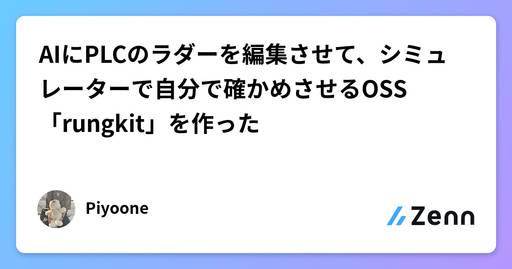 AIにPLCのラダーを編集させて、シミュ
レーターで自分で確かめさせるOSS
「rungkit」を作った
Piyoone
Zenn